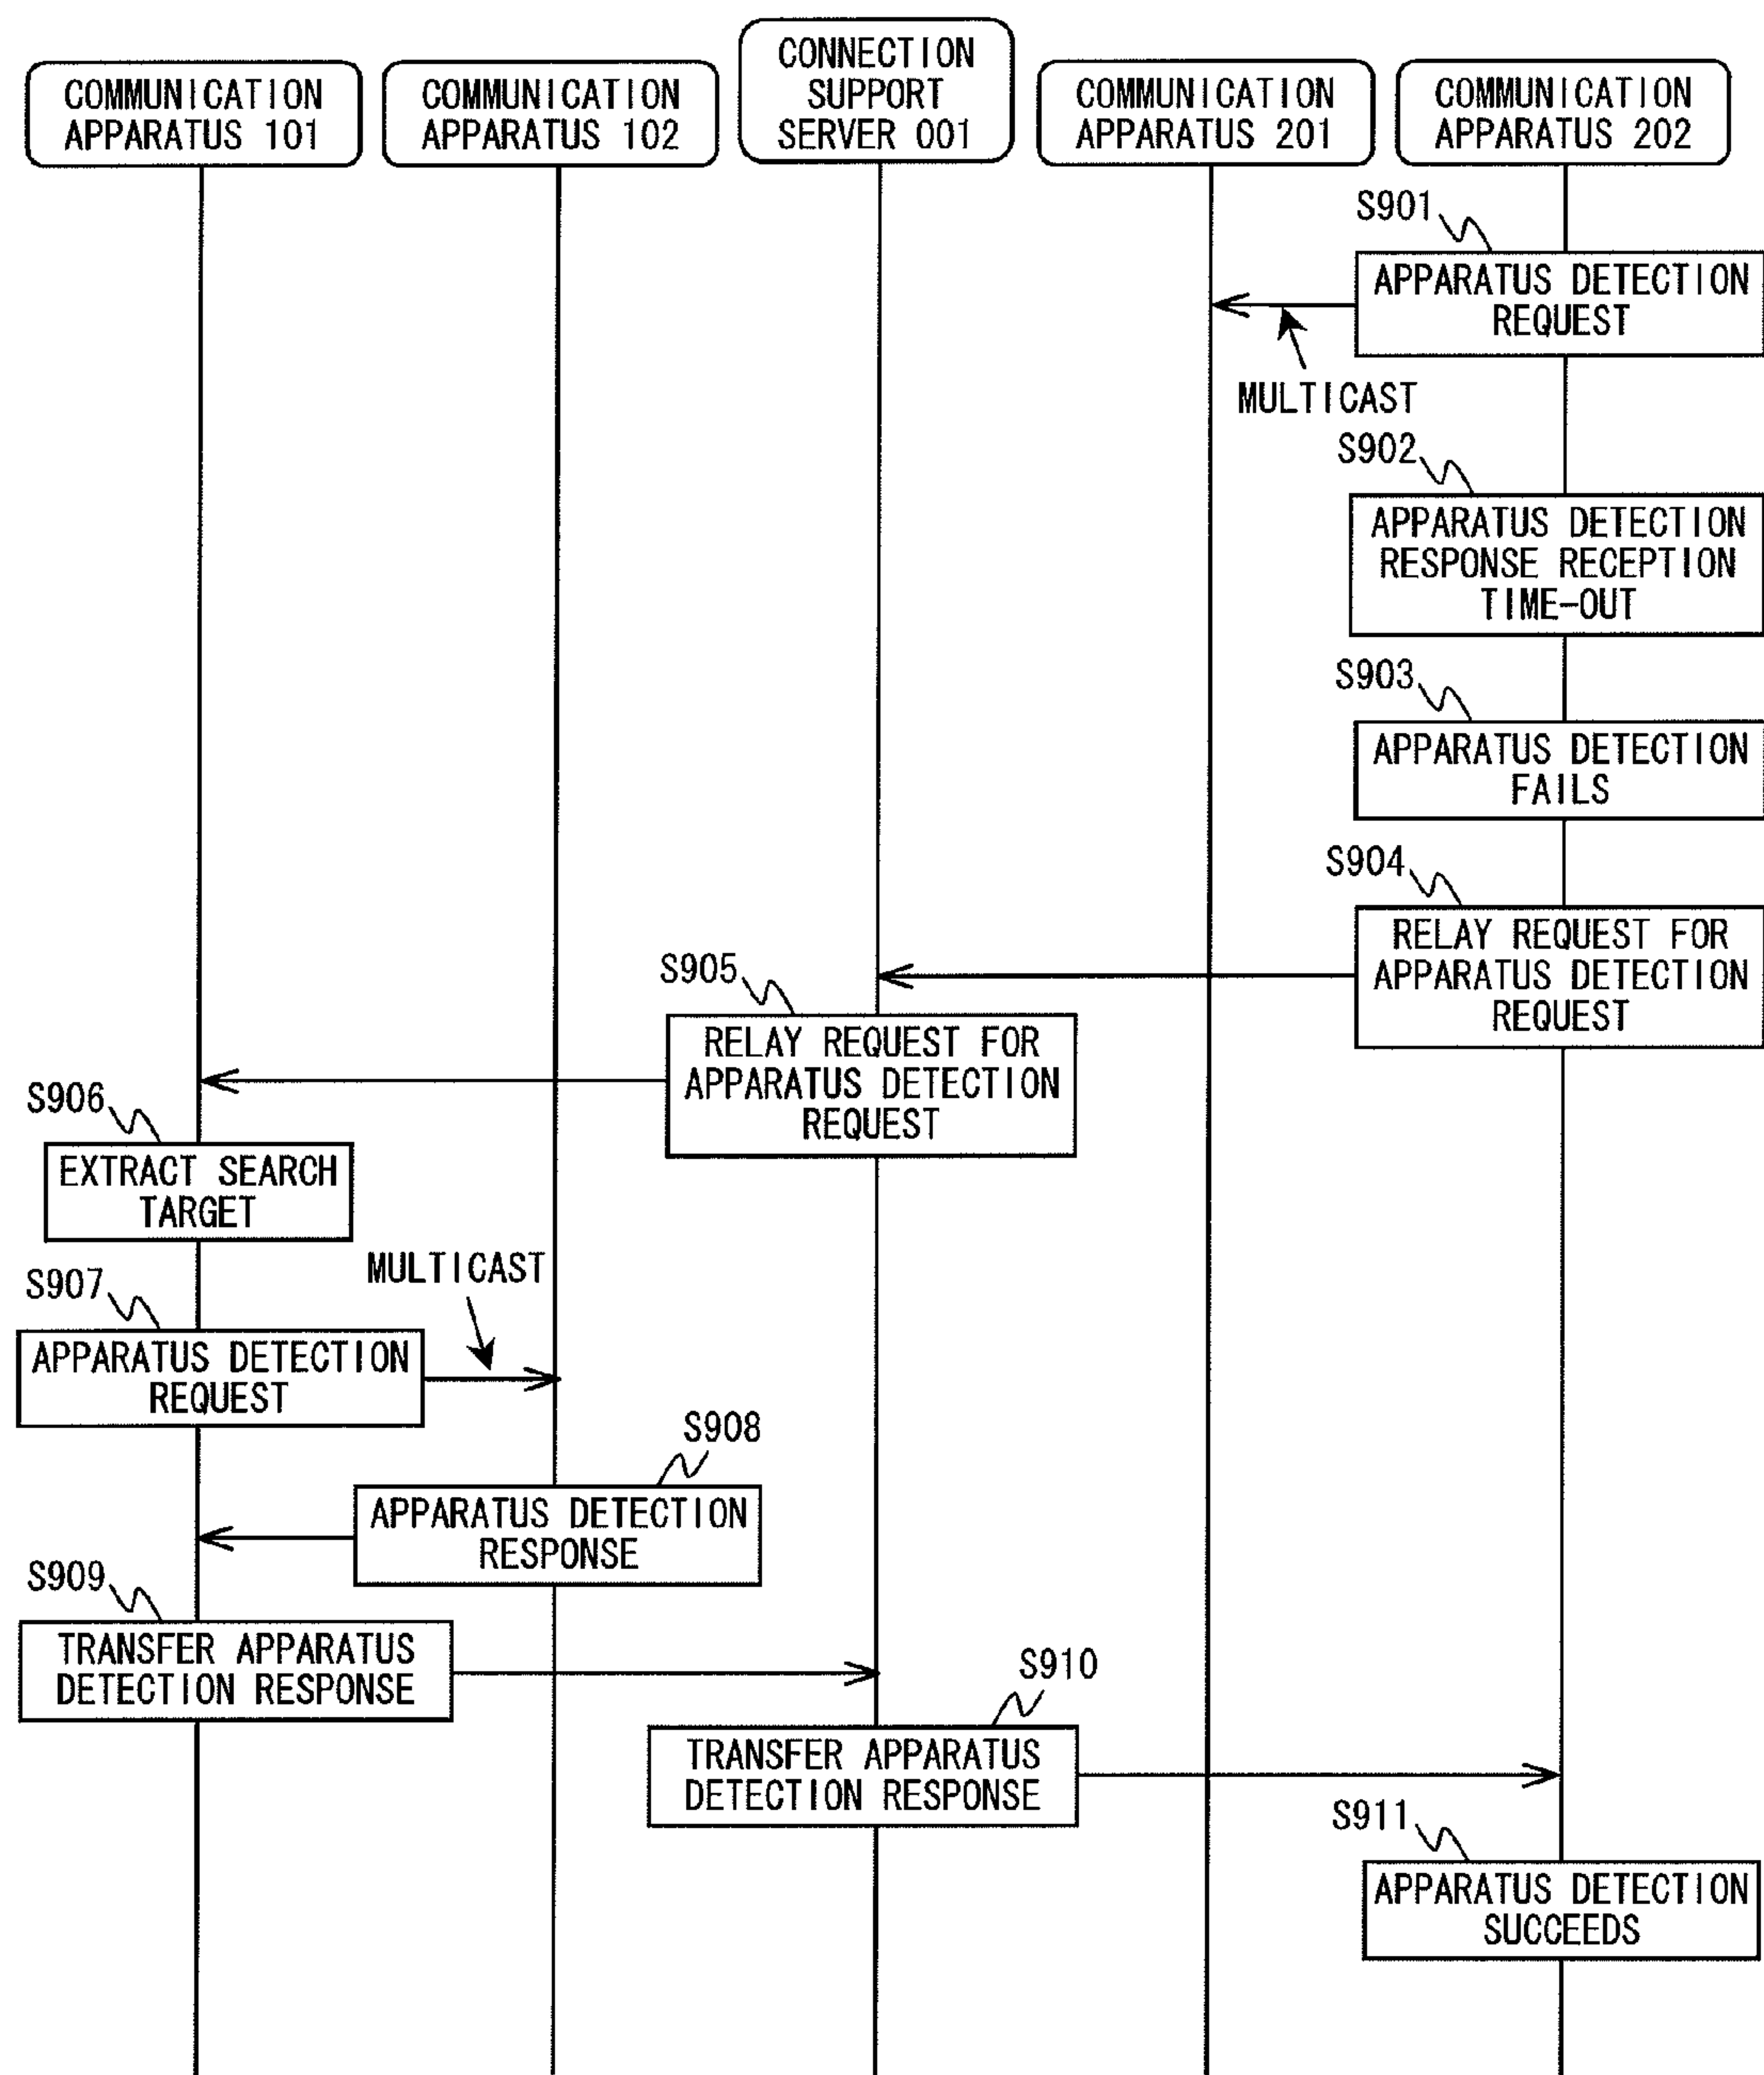 COMMUNICATION
APPARATUS 101
COMMUNICATION
APPARATUS 102
CONNECTION
SUPPORT
SERVER 001
COMMUNICATION
APPARATUS 201
COMMUNICATION
APPARATUS 202
S901
APPARATUS DETECTION
REQUEST
MULTICAST
S902
APPARATUS DETECTION
RESPONSE RECEPTION
TIME-OUT
S903
APPARATUS DETECTION
FAILS
S904
RELAY REQUEST FOR
APPARATUS DETECTION
REQUEST
S905
RELAY REQUEST FOR
APPARATUS DETECTION
REQUEST
S906
EXTRACT SEARCH
TARGET
S907
MULTICAST
APPARATUS DETECTION
REQUEST
S908
APPARATUS DETECTION
RESPONSE
S909
TRANSFER APPARATUS
DETECTION RESPONSE
S910
TRANSFER APPARATUS
DETECTION RESPONSE
S911
APPARATUS DETECTION
SUCCEEDS